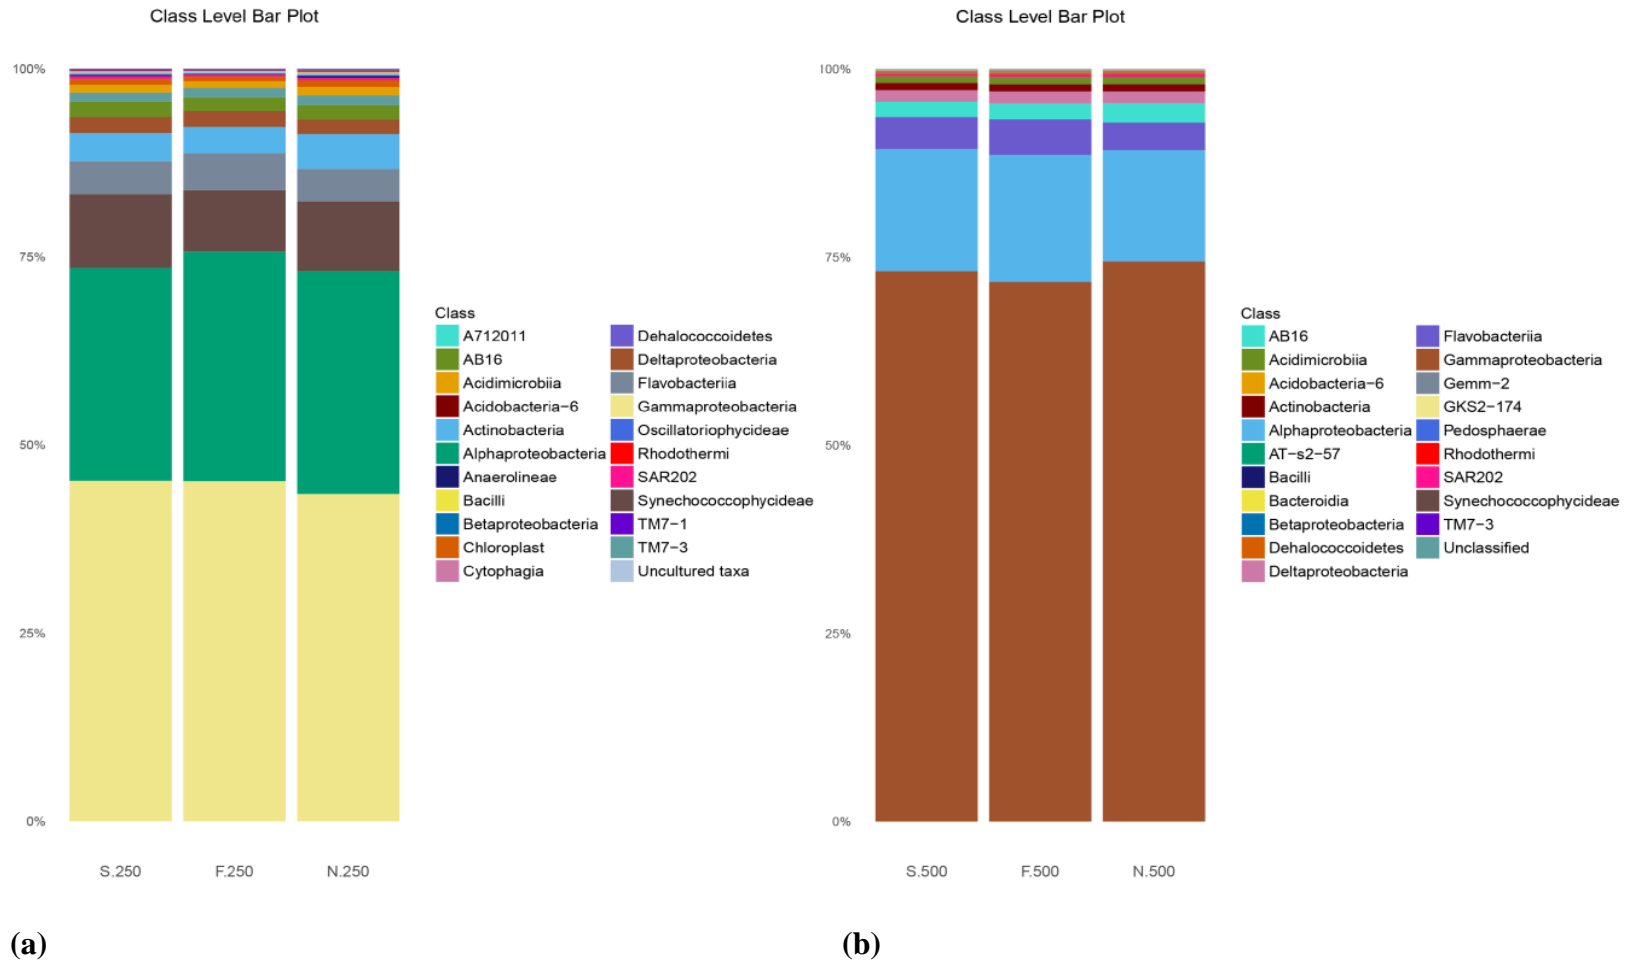 Class Level Bar Plot
100%
75%
50%
25%
0%
S.250
F.250
N.250
Class
A712011
AB16
Acidimicrobiia
Acidobacteria−6
Actinobacteria
Alphaproteobacteria
Anaerolineae
Bacilli
Betaproteobacteria
Chloroplast
Cytophagia
Dehalococcoidetes
Deltaproteobacteria
Flavobacteriia
Gammaproteobacteria
Oscillatoriophycideae
Rhodothermi
SAR202
Synechococcophycideae
TM7−1
TM7−3
Uncultured taxa
(a)
Class Level Bar Plot
100%
75%
50%
25%
0%
S.500
F.500
N.500
Class
AB16
Acidimicrobiia
Acidobacteria−6
Actinobacteria
Alphaproteobacteria
AT−s2−57
Bacilli
Bacteroidia
Betaproteobacteria
Dehalococcoidetes
Deltaproteobacteria
Flavobacteriia
Gammaproteobacteria
Gemm−2
GKS2−174
Pedosphaerae
Rhodothermi
SAR202
Synechococcophycideae
TM7−3
Unclassified
(b)